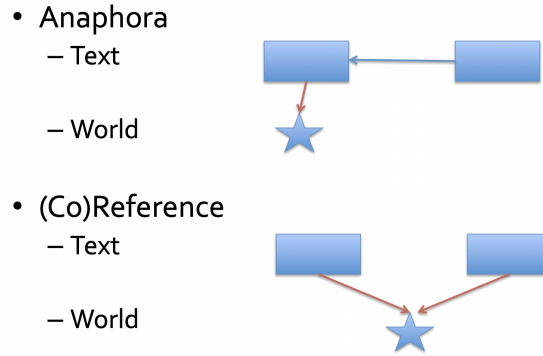 • Anaphora
– Text
– World
• (Co)Reference
– Text
– World